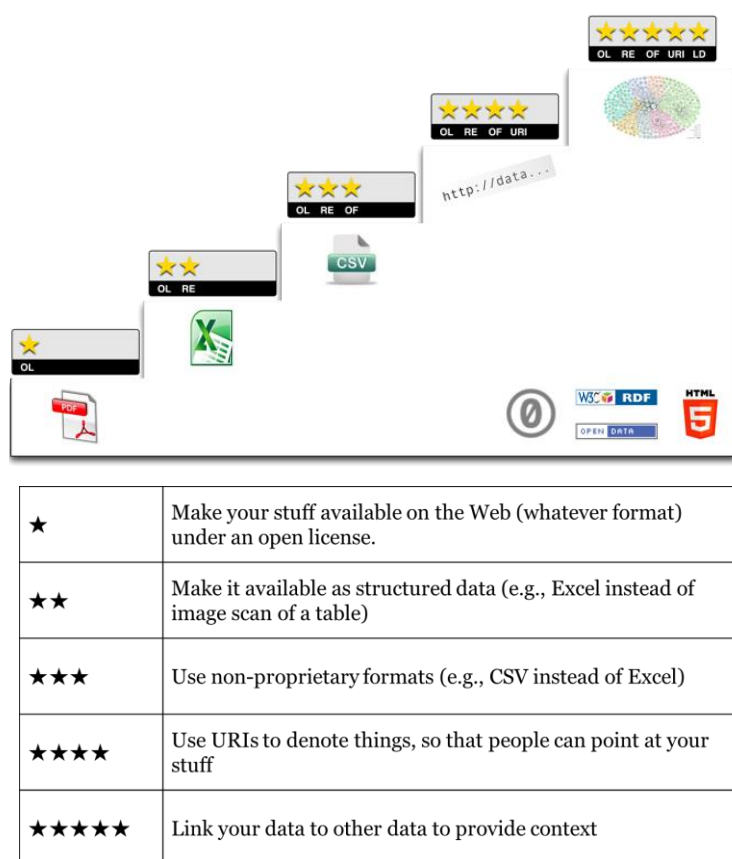 OL RE OF URI LD
OL RE OF URI
http://data...
OL RE OF
CSV
OL RE
X
OL
PDF
0
W3C RDF
HTML
5
OPEN DATA
★ Make your stuff available on the Web (whatever format)
under an open license.
★★ Make it available as structured data (e.g., Excel instead of
image scan of a table)
★★★ Use non-proprietary formats (e.g., CSV instead of Excel)
★★★★ Use URIs to denote things, so that people can point at your
stuff
★★★★★ Link your data to other data to provide context